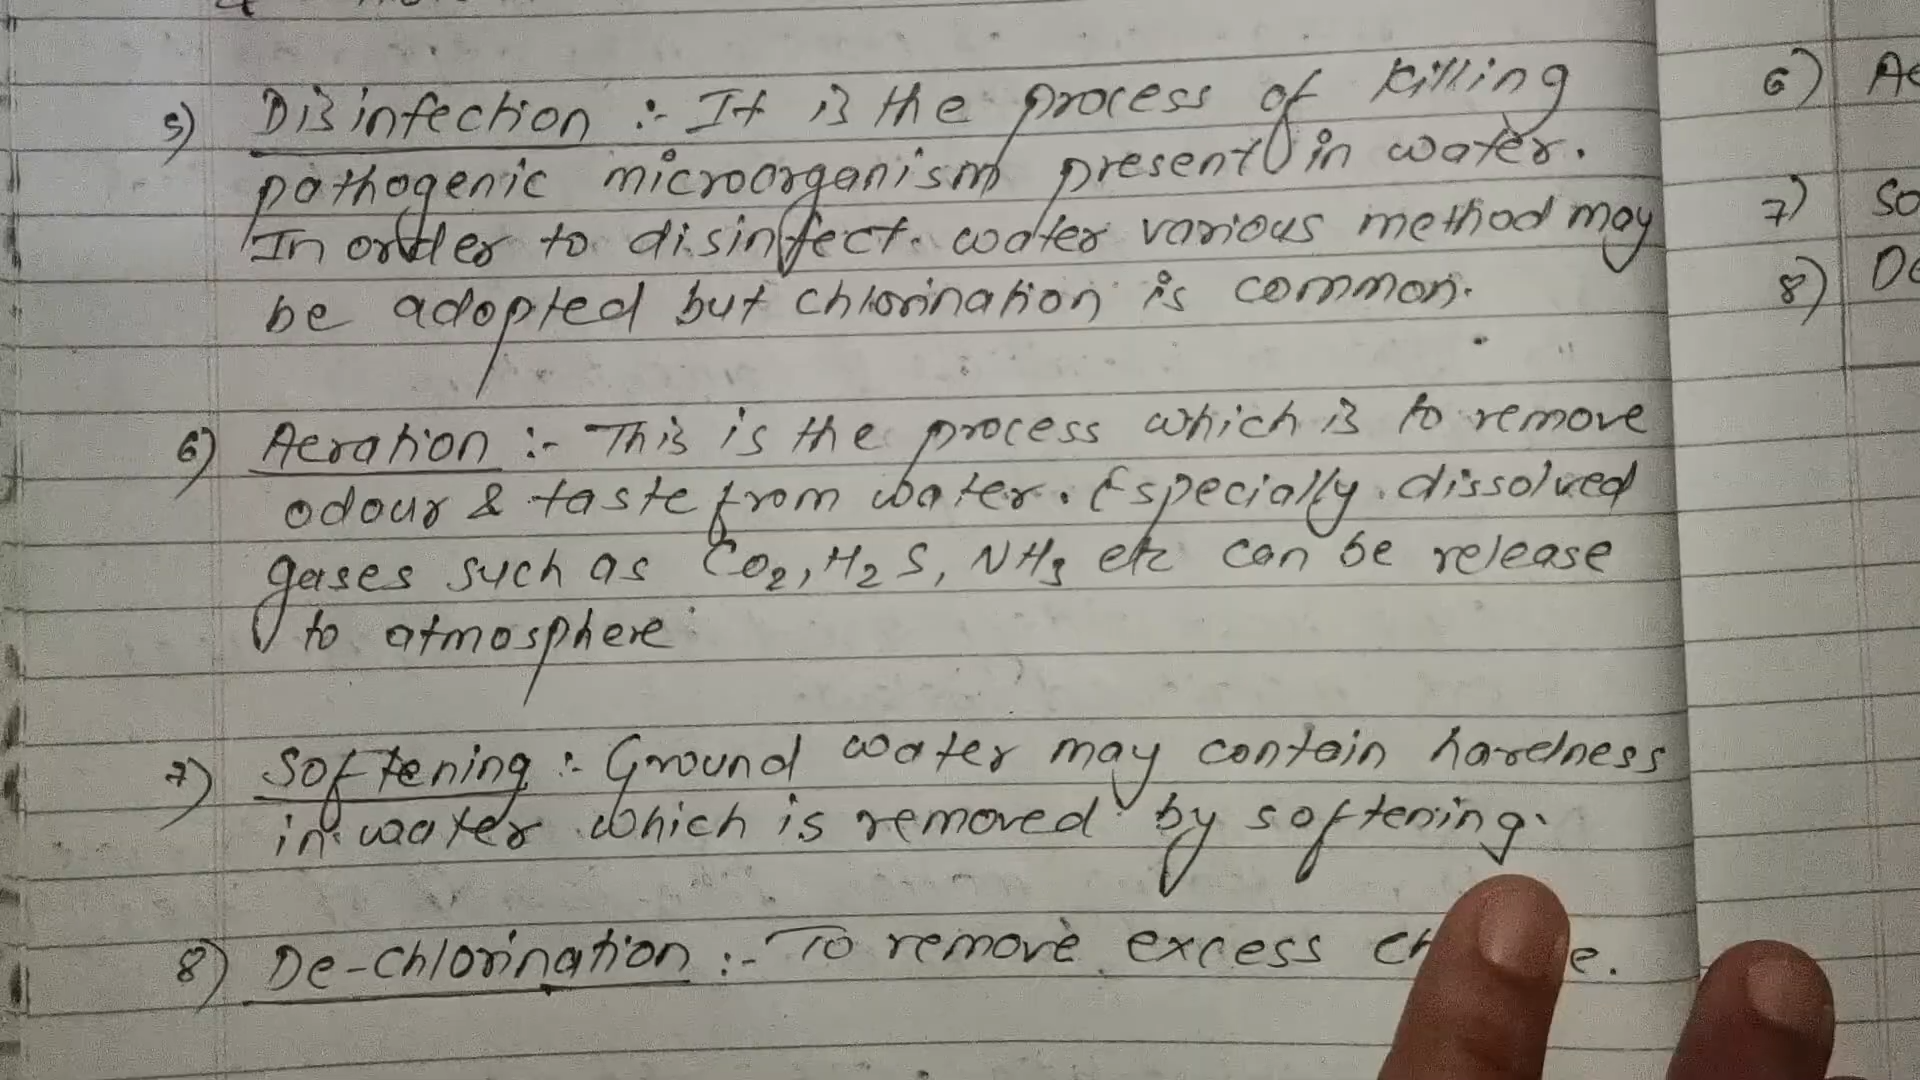 5) Disinfection :- It is the process of killing
pathogenic microorganism present in water.
In order to disinfect water various method may
be adopted but chlorination is common.
6) Aeration :- This is the process which is to remove
odour & taste from water. Especially dissolved
gases such as CO2, H2S, NH3 etc can be release
to atmosphere
7) Softening :- Ground water may contain hardness
in water which is removed by softening.
8) De-chlorination :- To remove excess
6) Ae
7) So
8) De